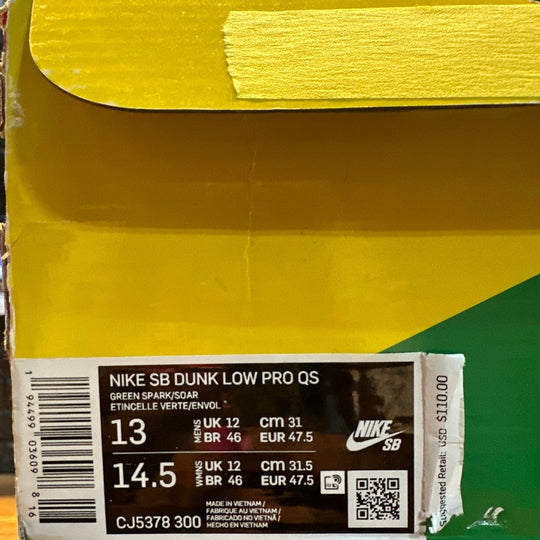 NIKE SB DUNK LOW PRO QS
GREEN SPARK/SOAR
ETINCELLE VERTE/ENVOL
13 MENS UK 12 cm 31
BR 46 EUR 47.5
14.5 WMNS UK 12 cm 31.5
BR 46 EUR 47.5
MADE IN VIETNAM /
FABRIQUE AU VIETNAM /
FABRICADO NO VIETNÃ /
HECHO EN VIETNAM
CJ5378 300
NIKE
SB
1 94499 03609 8 16
Suggested Retail: USD $110.00